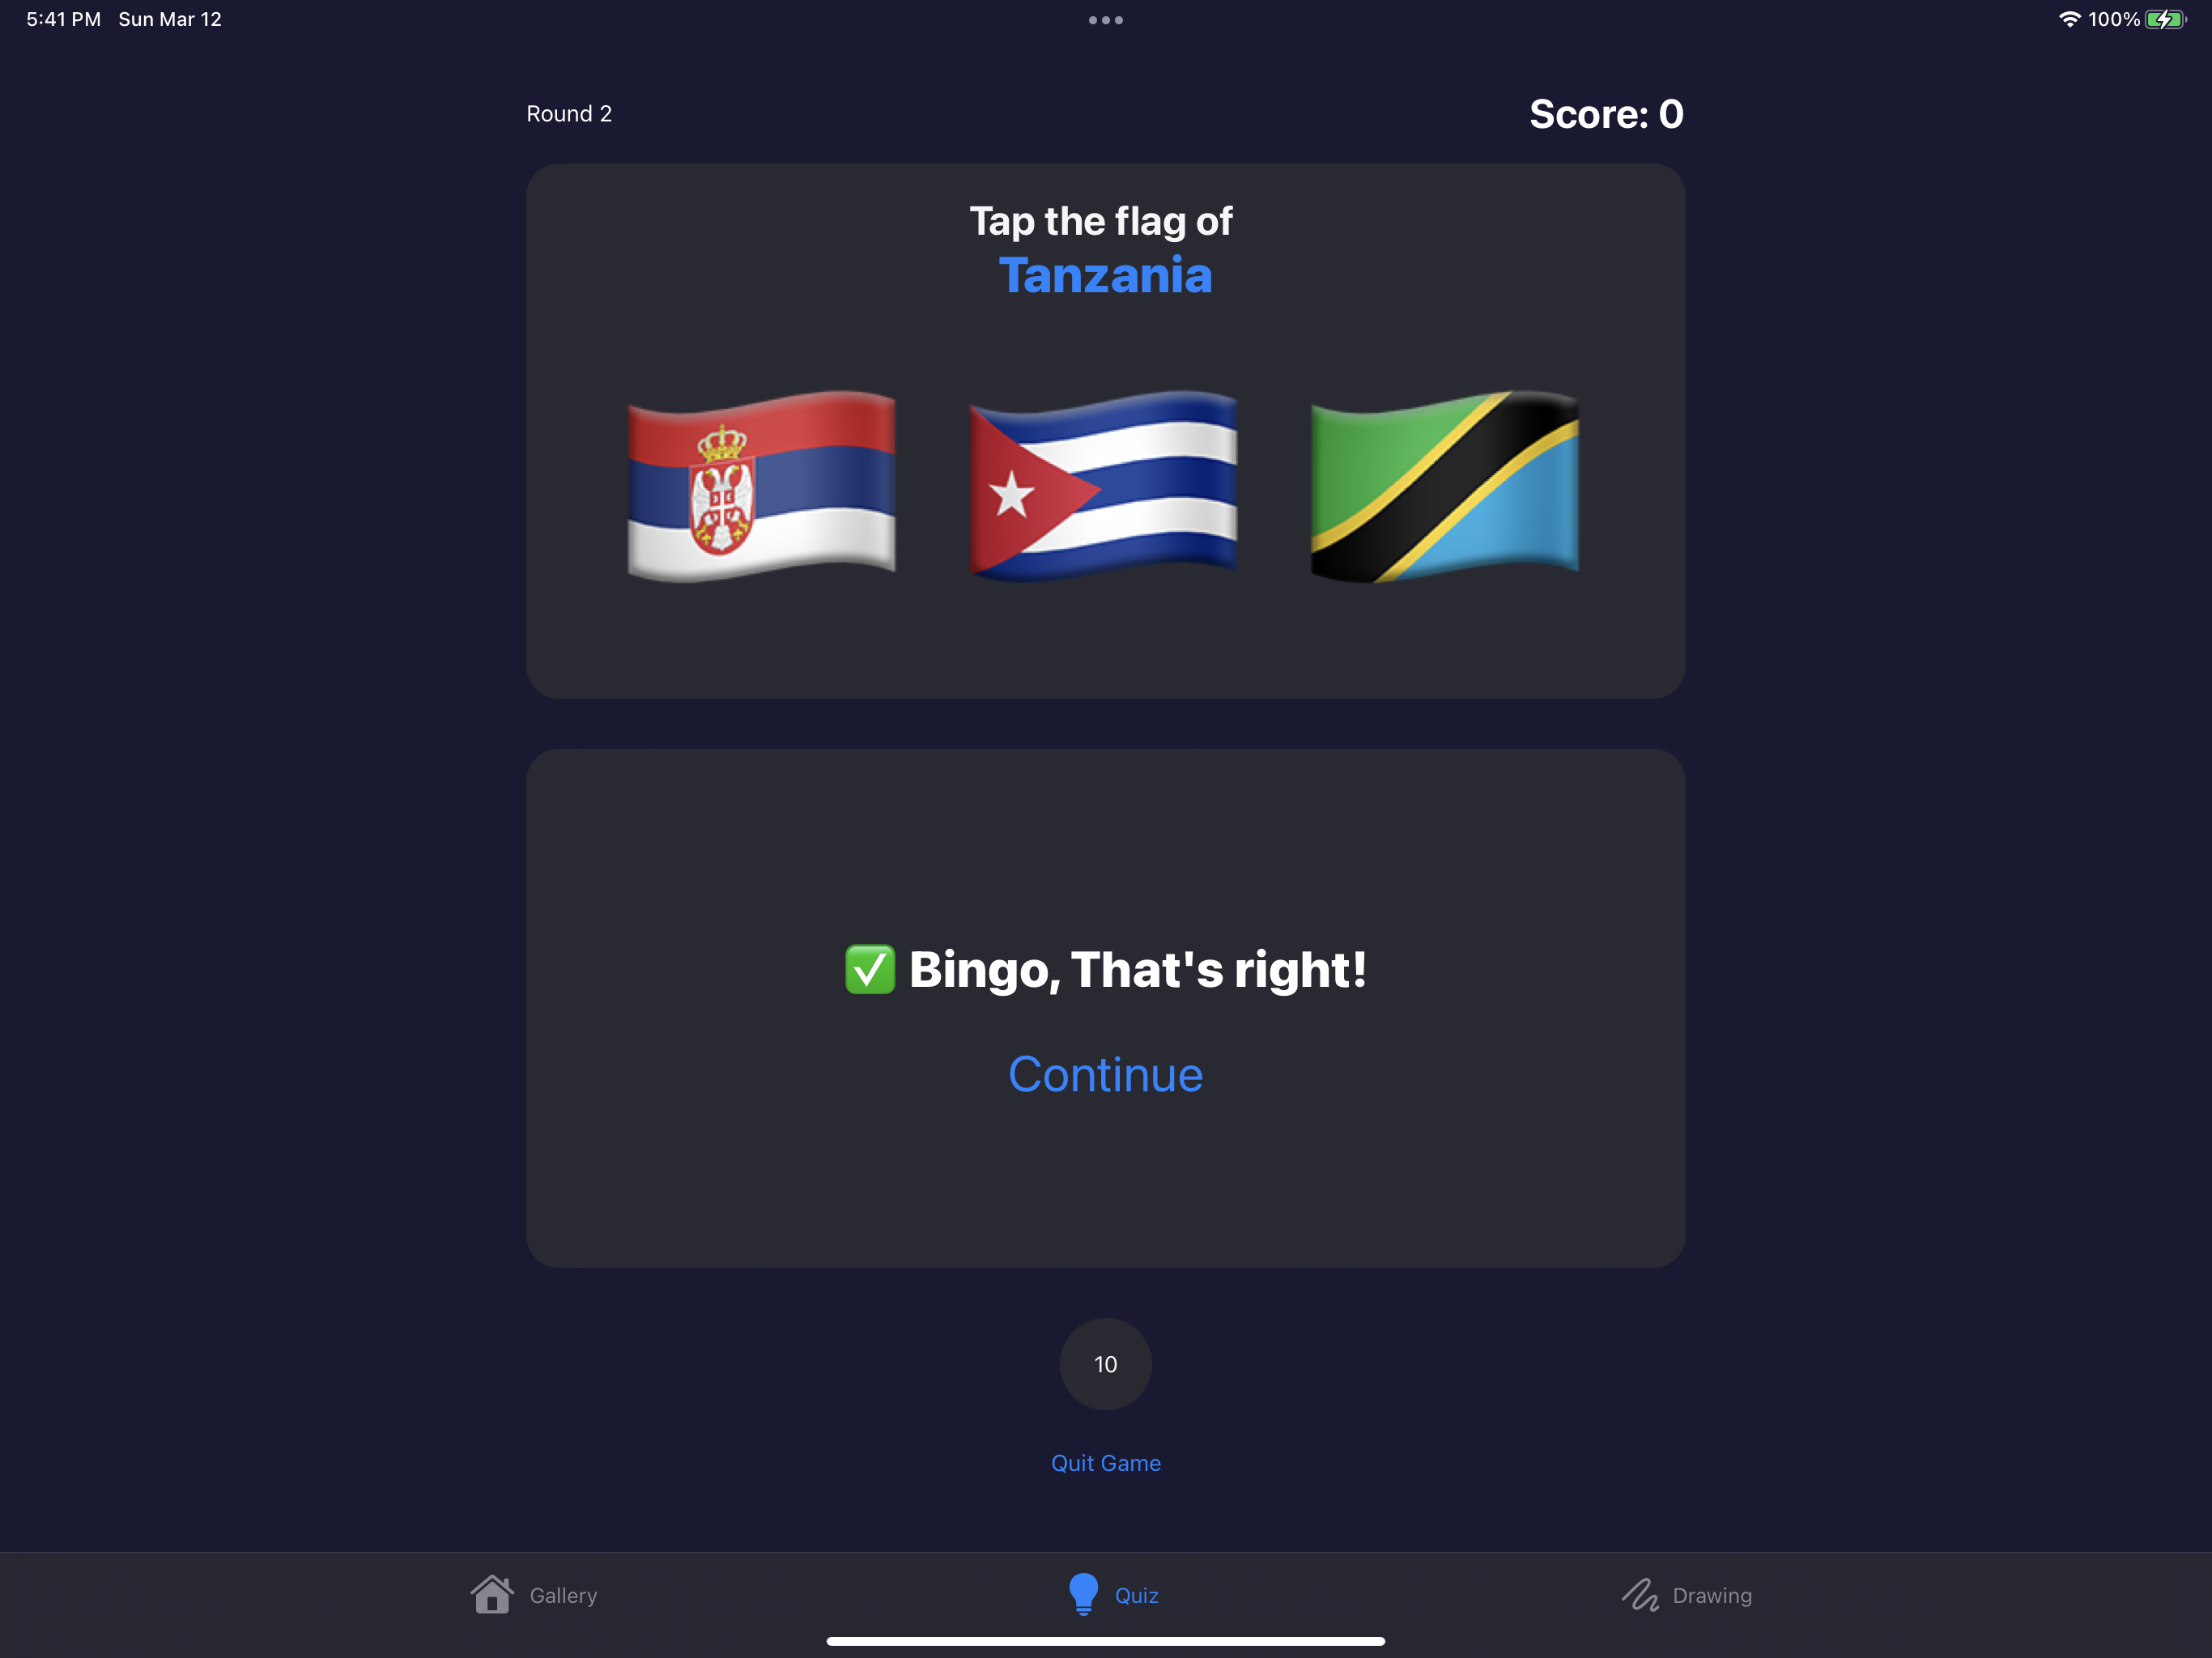 5:41 PM Sun Mar 12
100%
Round 2
Score: 0
Tap the flag of
Tanzania
✅ Bingo, That's right!
Continue
10
Quit Game
Gallery
Quiz
Drawing